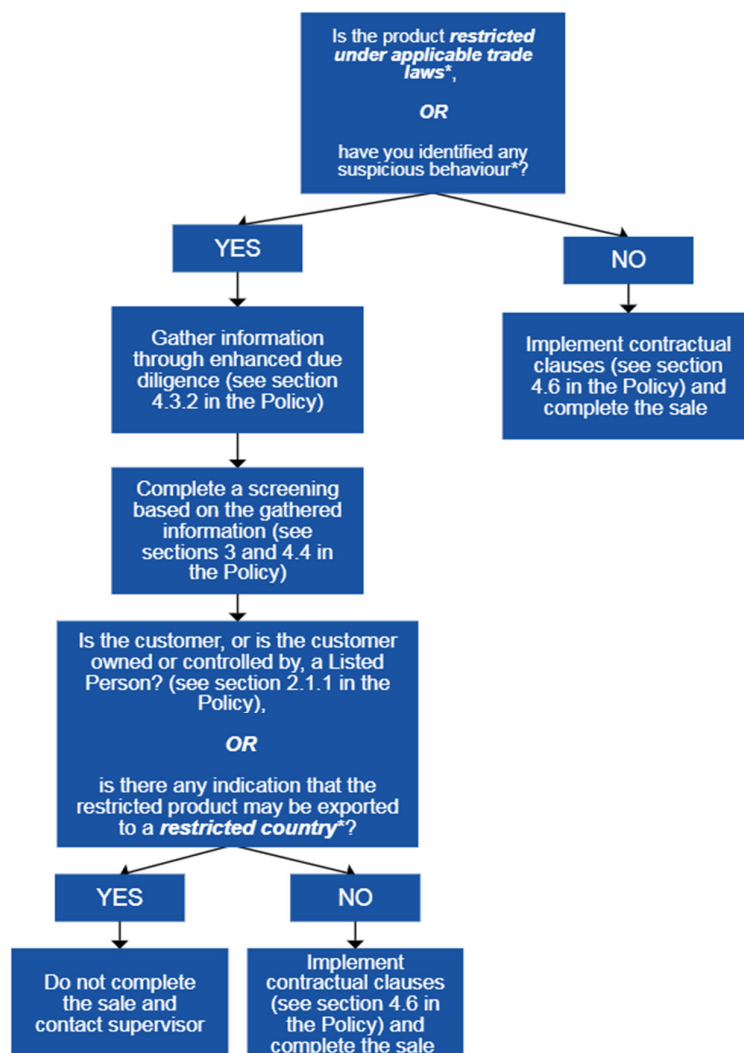 Is the product restricted
under applicable trade
laws*,
OR
have you identified any
suspicious behaviour*?
YES
NO
Gather information
through enhanced due
diligence (see section
4.3.2 in the Policy)
Implement contractual
clauses (see section
4.6 in the Policy) and
complete the sale
Complete a screening
based on the gathered
information (see
sections 3 and 4.4 in
the Policy)
Is the customer, or is the customer
owned or controlled by, a Listed
Person? (see section 2.1.1 in the
Policy),
OR
is there any indication that the
restricted product may be exported
to a restricted country*?
YES
NO
Do not complete
the sale and
contact supervisor
Implement
contractual clauses
(see section 4.6 in
the Policy) and
complete the sale